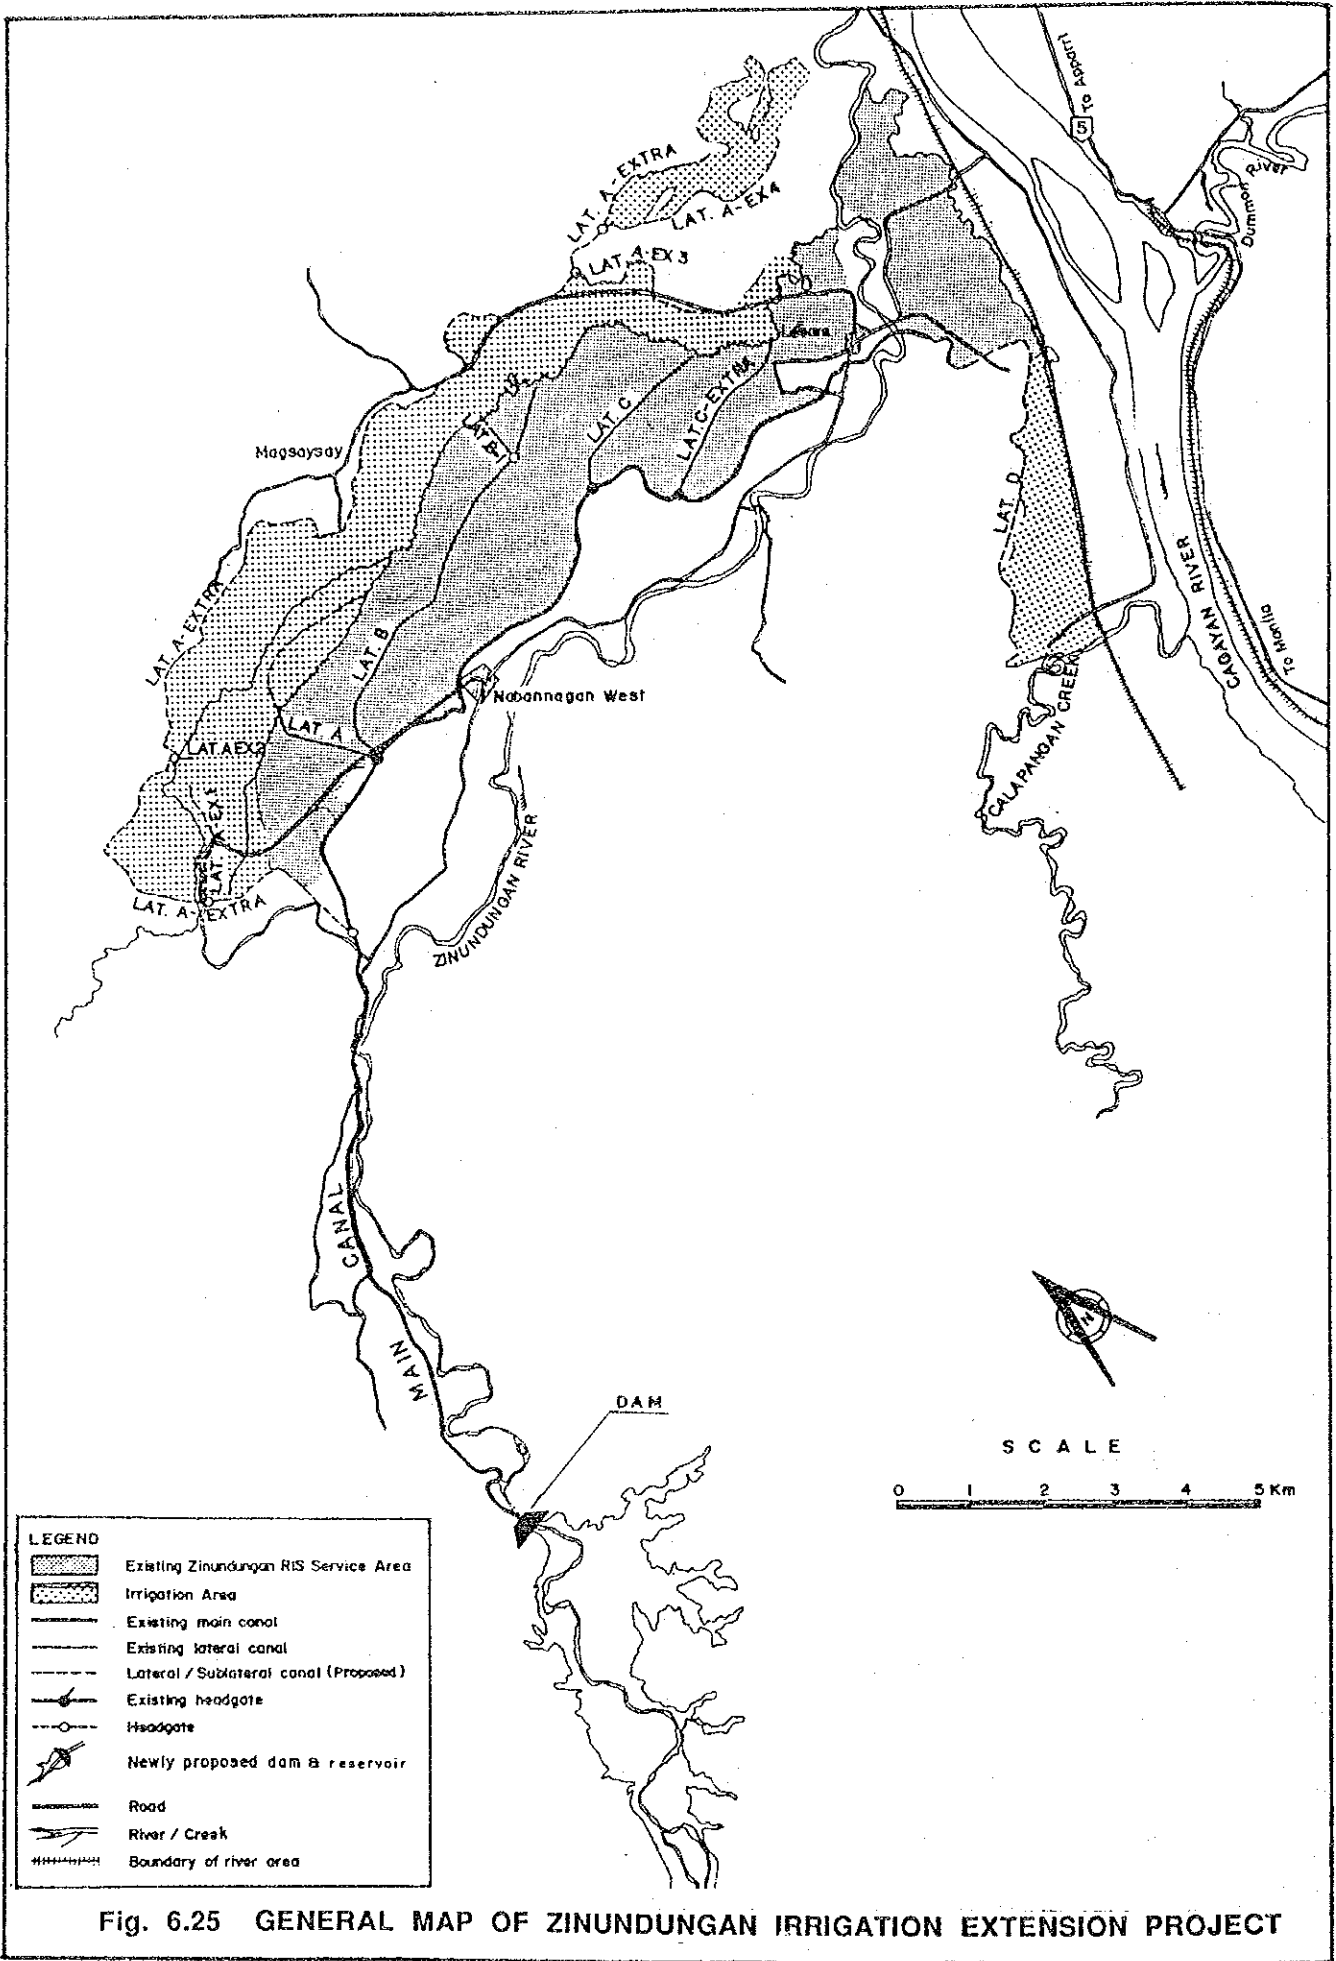 To Apparri
5
Dummon River
LAT. A-EXTRA
LAT. A-EX4
LAT. A-EX3
LAT. C
LAT C-EXTRA
Magsaysay
LAT. D
LAT. A-EXTRA
LAT B
CAGAYAN RIVER
To Manila
Nabannagan West
LAT. A
LAT. A EX2
CALAPANGAN CREEK
LAT. A-EX1
LAT. A-EXTRA
ZINUNDUNGAN RIVER
MAIN CANAL
N
DAM
SCALE
0 1 2 3 4 5 Km
LEGEND
Existing Zinundungan RIS Service Area
Irrigation Area
Existing main canal
Existing lateral canal
Lateral / Sublateral canal (Proposed)
Existing headgate
Headgate
Newly proposed dam & reservoir
Road
River / Creek
Boundary of river area
Fig. 6.25 GENERAL MAP OF ZINUNDUNGAN IRRIGATION EXTENSION PROJECT